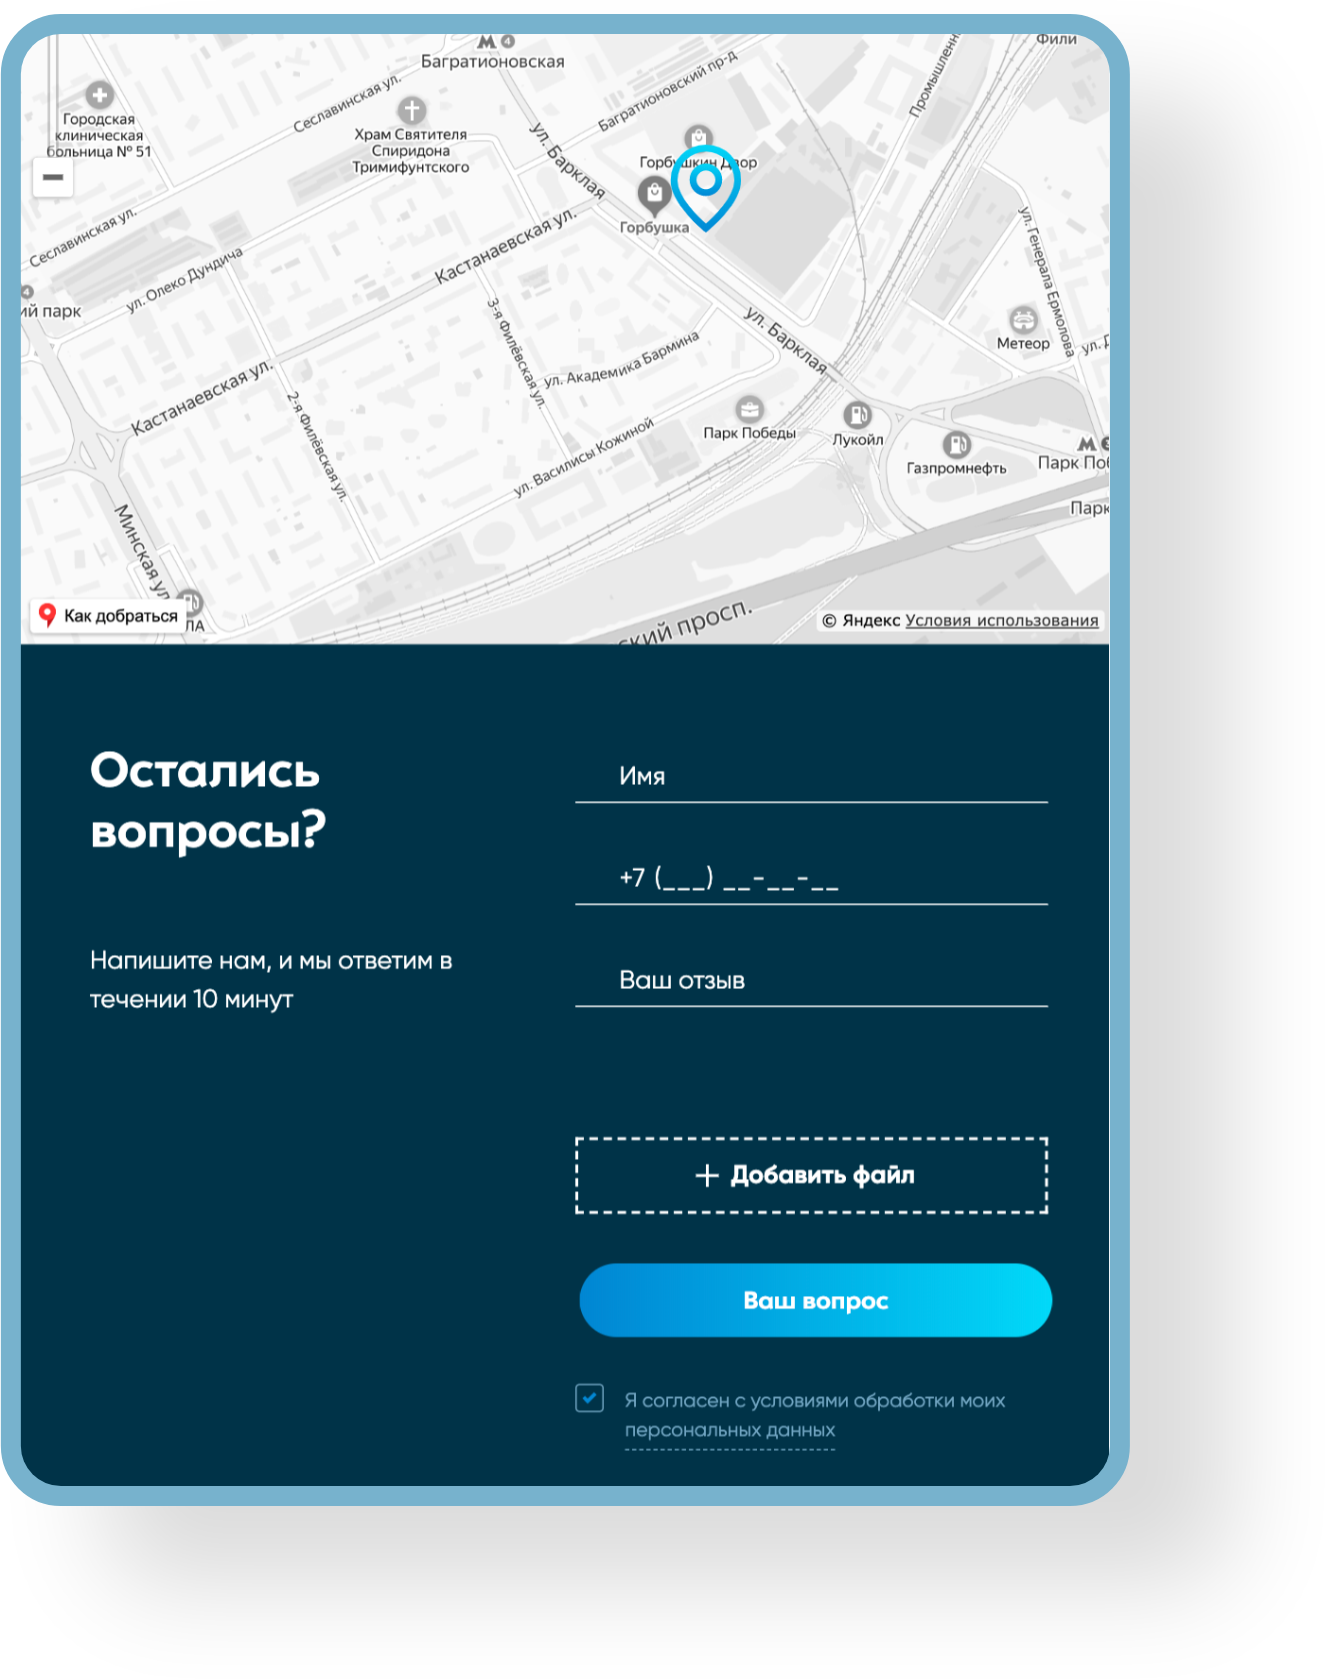 Фили
М 4
Багратионовская
Промышленн
Багратионовский пр-д
Сеславинская ул.
Городская
клиническая
больница № 51
Храм Святителя
Спиридона
Тримифунтского
ул. Барклая
Горбушкин Двор
Горбушка
Сеславинская ул.
ул. Олеко Дундича
Кастанаевская ул.
ул. Генерала Ермолова
4
ий парк
3-я Филёвская ул.
ул. Барклая
Метеор
ул. Д
ул. Академика Бармина
Кастанаевская ул.
2-я Филёвская ул.
Парк Победы
Лукойл
ул. Василисы Кожиной
Газпромнефть
М
Парк Поб
Парк
Минская ул.
Как добраться
ЛА
ский просп.
© Яндекс Условия использования
Остались
вопросы?
Напишите нам, и мы ответим в
течении 10 минут
Имя
+7 (___) __-__-__
Ваш отзыв
+ Добавить файл
Ваш вопрос
Я согласен с условиями обработки моих
персональных данных